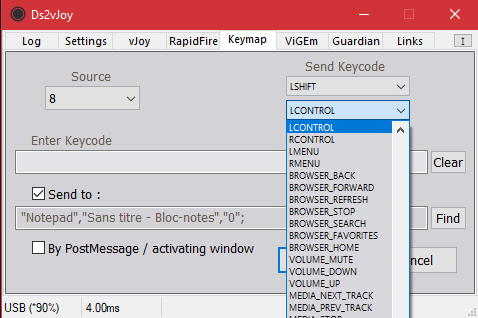 Ds2vJoy
Log Settings vJoy RapidFire Keymap ViGEm Guardian Links
Source
Send Keycode
8
LSHIFT
LCONTROL
LCONTROL
RCONTROL
LMENU
RMENU
BROWSER_BACK
BROWSER_FORWARD
BROWSER_REFRESH
BROWSER_STOP
BROWSER_SEARCH
BROWSER_FAVORITES
BROWSER_HOME
VOLUME_MUTE
VOLUME_DOWN
VOLUME_UP
MEDIA_NEXT_TRACK
MEDIA_PREV_TRACK
Enter Keycode
Clear
Send to :
"Notepad","Sans titre - Bloc-notes","0";
Find
By PostMessage / activating window
ncel
USB (*90%) 4.00ms